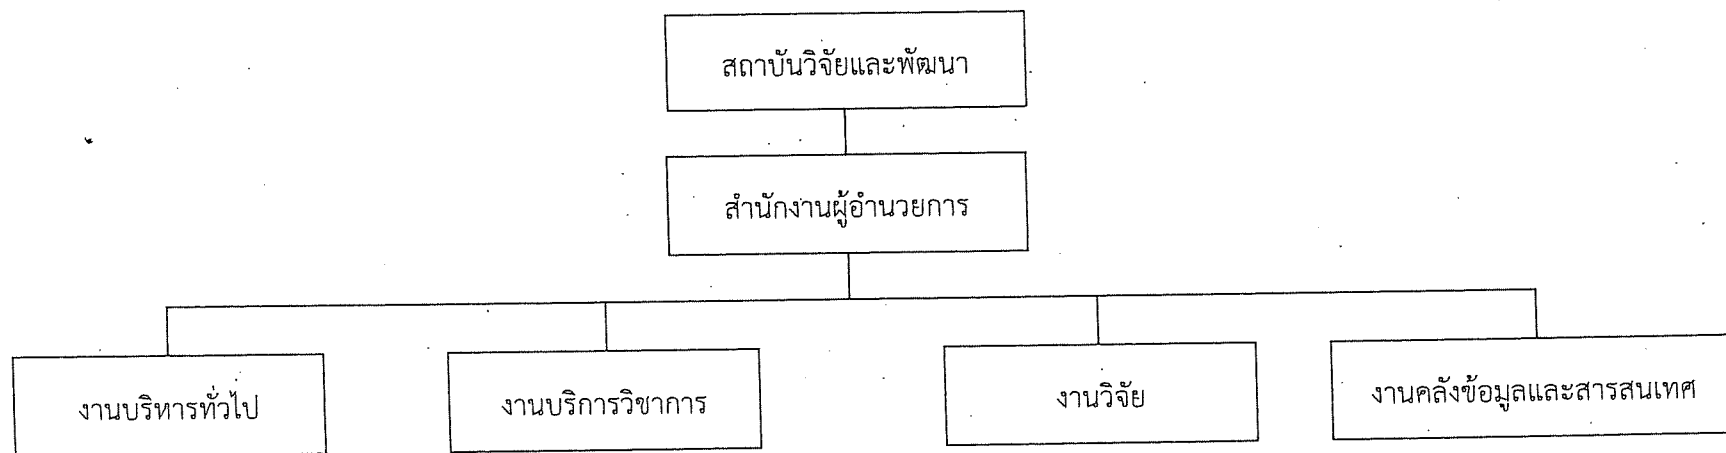 สถาบันวิจัยและพัฒนา
สำนักงานผู้อำนวยการ
งานบริหารทั่วไป
งานบริการวิชาการ
งานวิจัย
งานคลังข้อมูลและสารสนเทศ